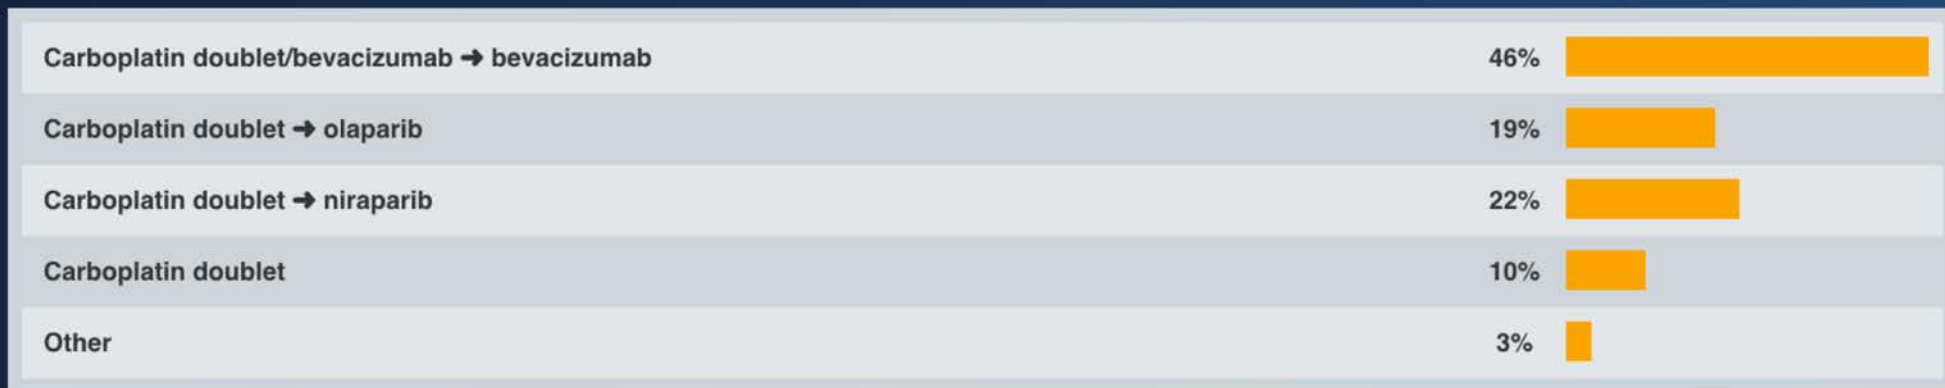 Carboplatin doublet/bevacizumab ➔ bevacizumab 46%
Carboplatin doublet ➔ olaparib 19%
Carboplatin doublet ➔ niraparib 22%
Carboplatin doublet 10%
Other 3%